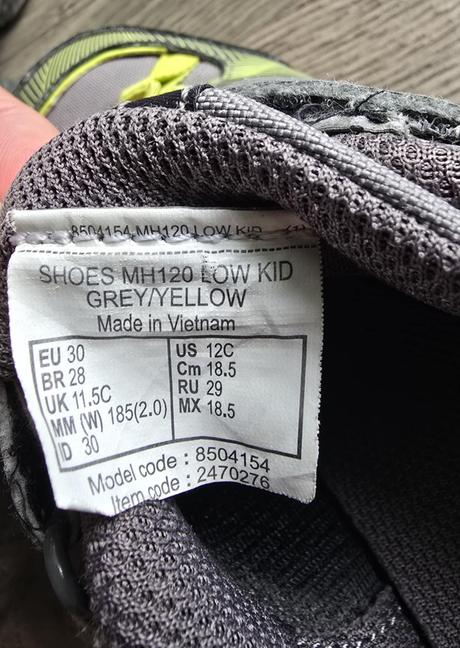 8504154-MH120 LOW KID
SHOES MH120 LOW KID
GREY/YELLOW
Made in Vietnam
EU 30
BR 28
UK 11.5C
MM (W) 185(2.0)
ID 30
US 12C
Cm 18.5
RU 29
MX 18.5
Model code : 8504154
Item code : 2470276